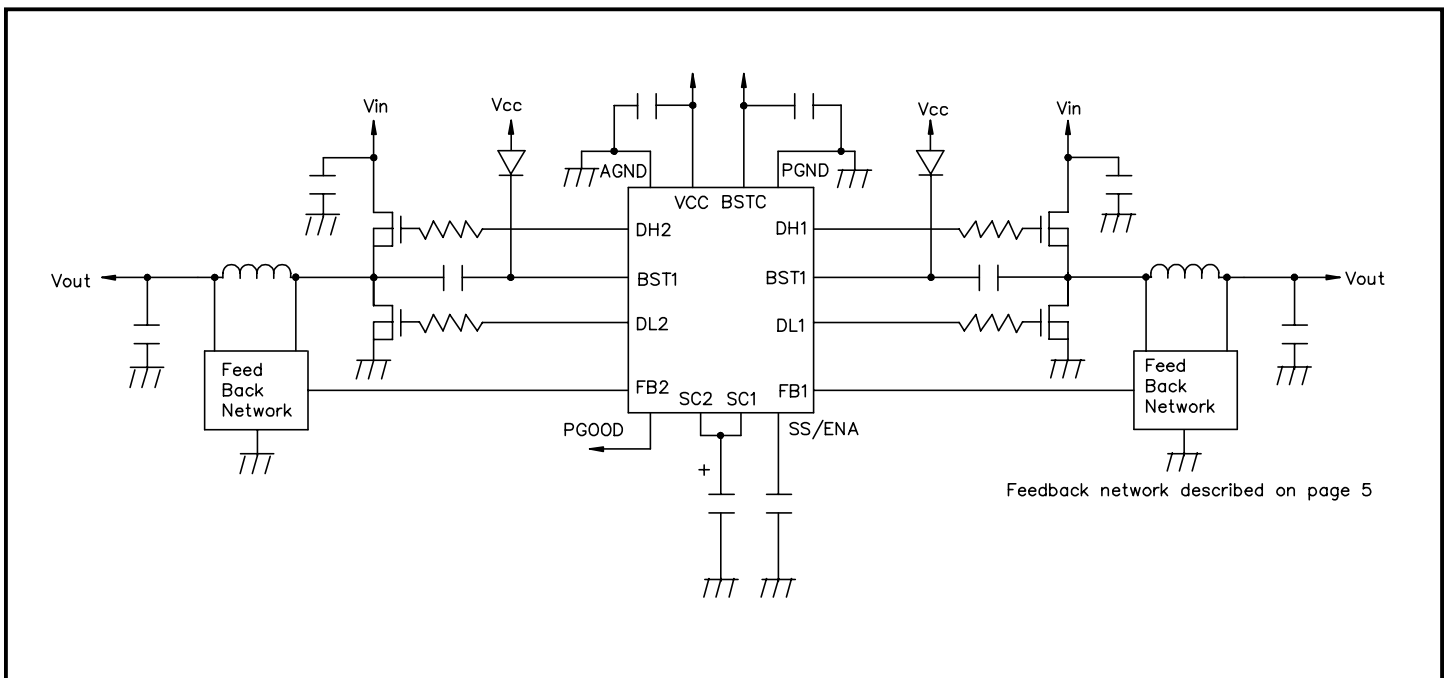 Vin
Vcc
Vcc
Vin
AGND
PGND
VCC
BSTC
DH2
DH1
Vout
BST1
BST1
Vout
DL2
DL1
Feed
Back
Network
FB2
SC2
SC1
FB1
Feed
Back
Network
PGOOD
SS/ENA
+
Feedback network described on page 5